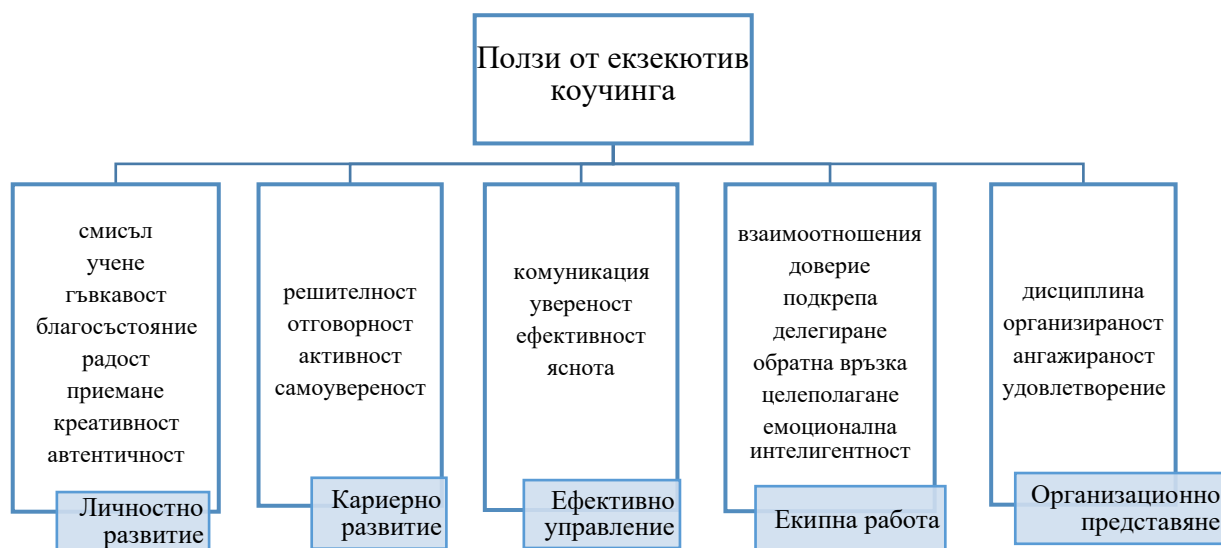 Ползи от екзекютив
коучинга
смисъл
учене
гъвкавост
благосъстояние
радост
приемане
креативност
автентичност
Личностно
развитие
решителност
отговорност
активност
самоувереност
Кариерно
развитие
комуникация
увереност
ефективност
яснота
Ефективно
управление
взаимоотношения
доверие
подкрепа
делегиране
обратна връзка
целеполагане
емоционална
интелигентност
Екипна работа
дисциплина
организираност
ангажираност
удовлетворение
Организационно
представяне